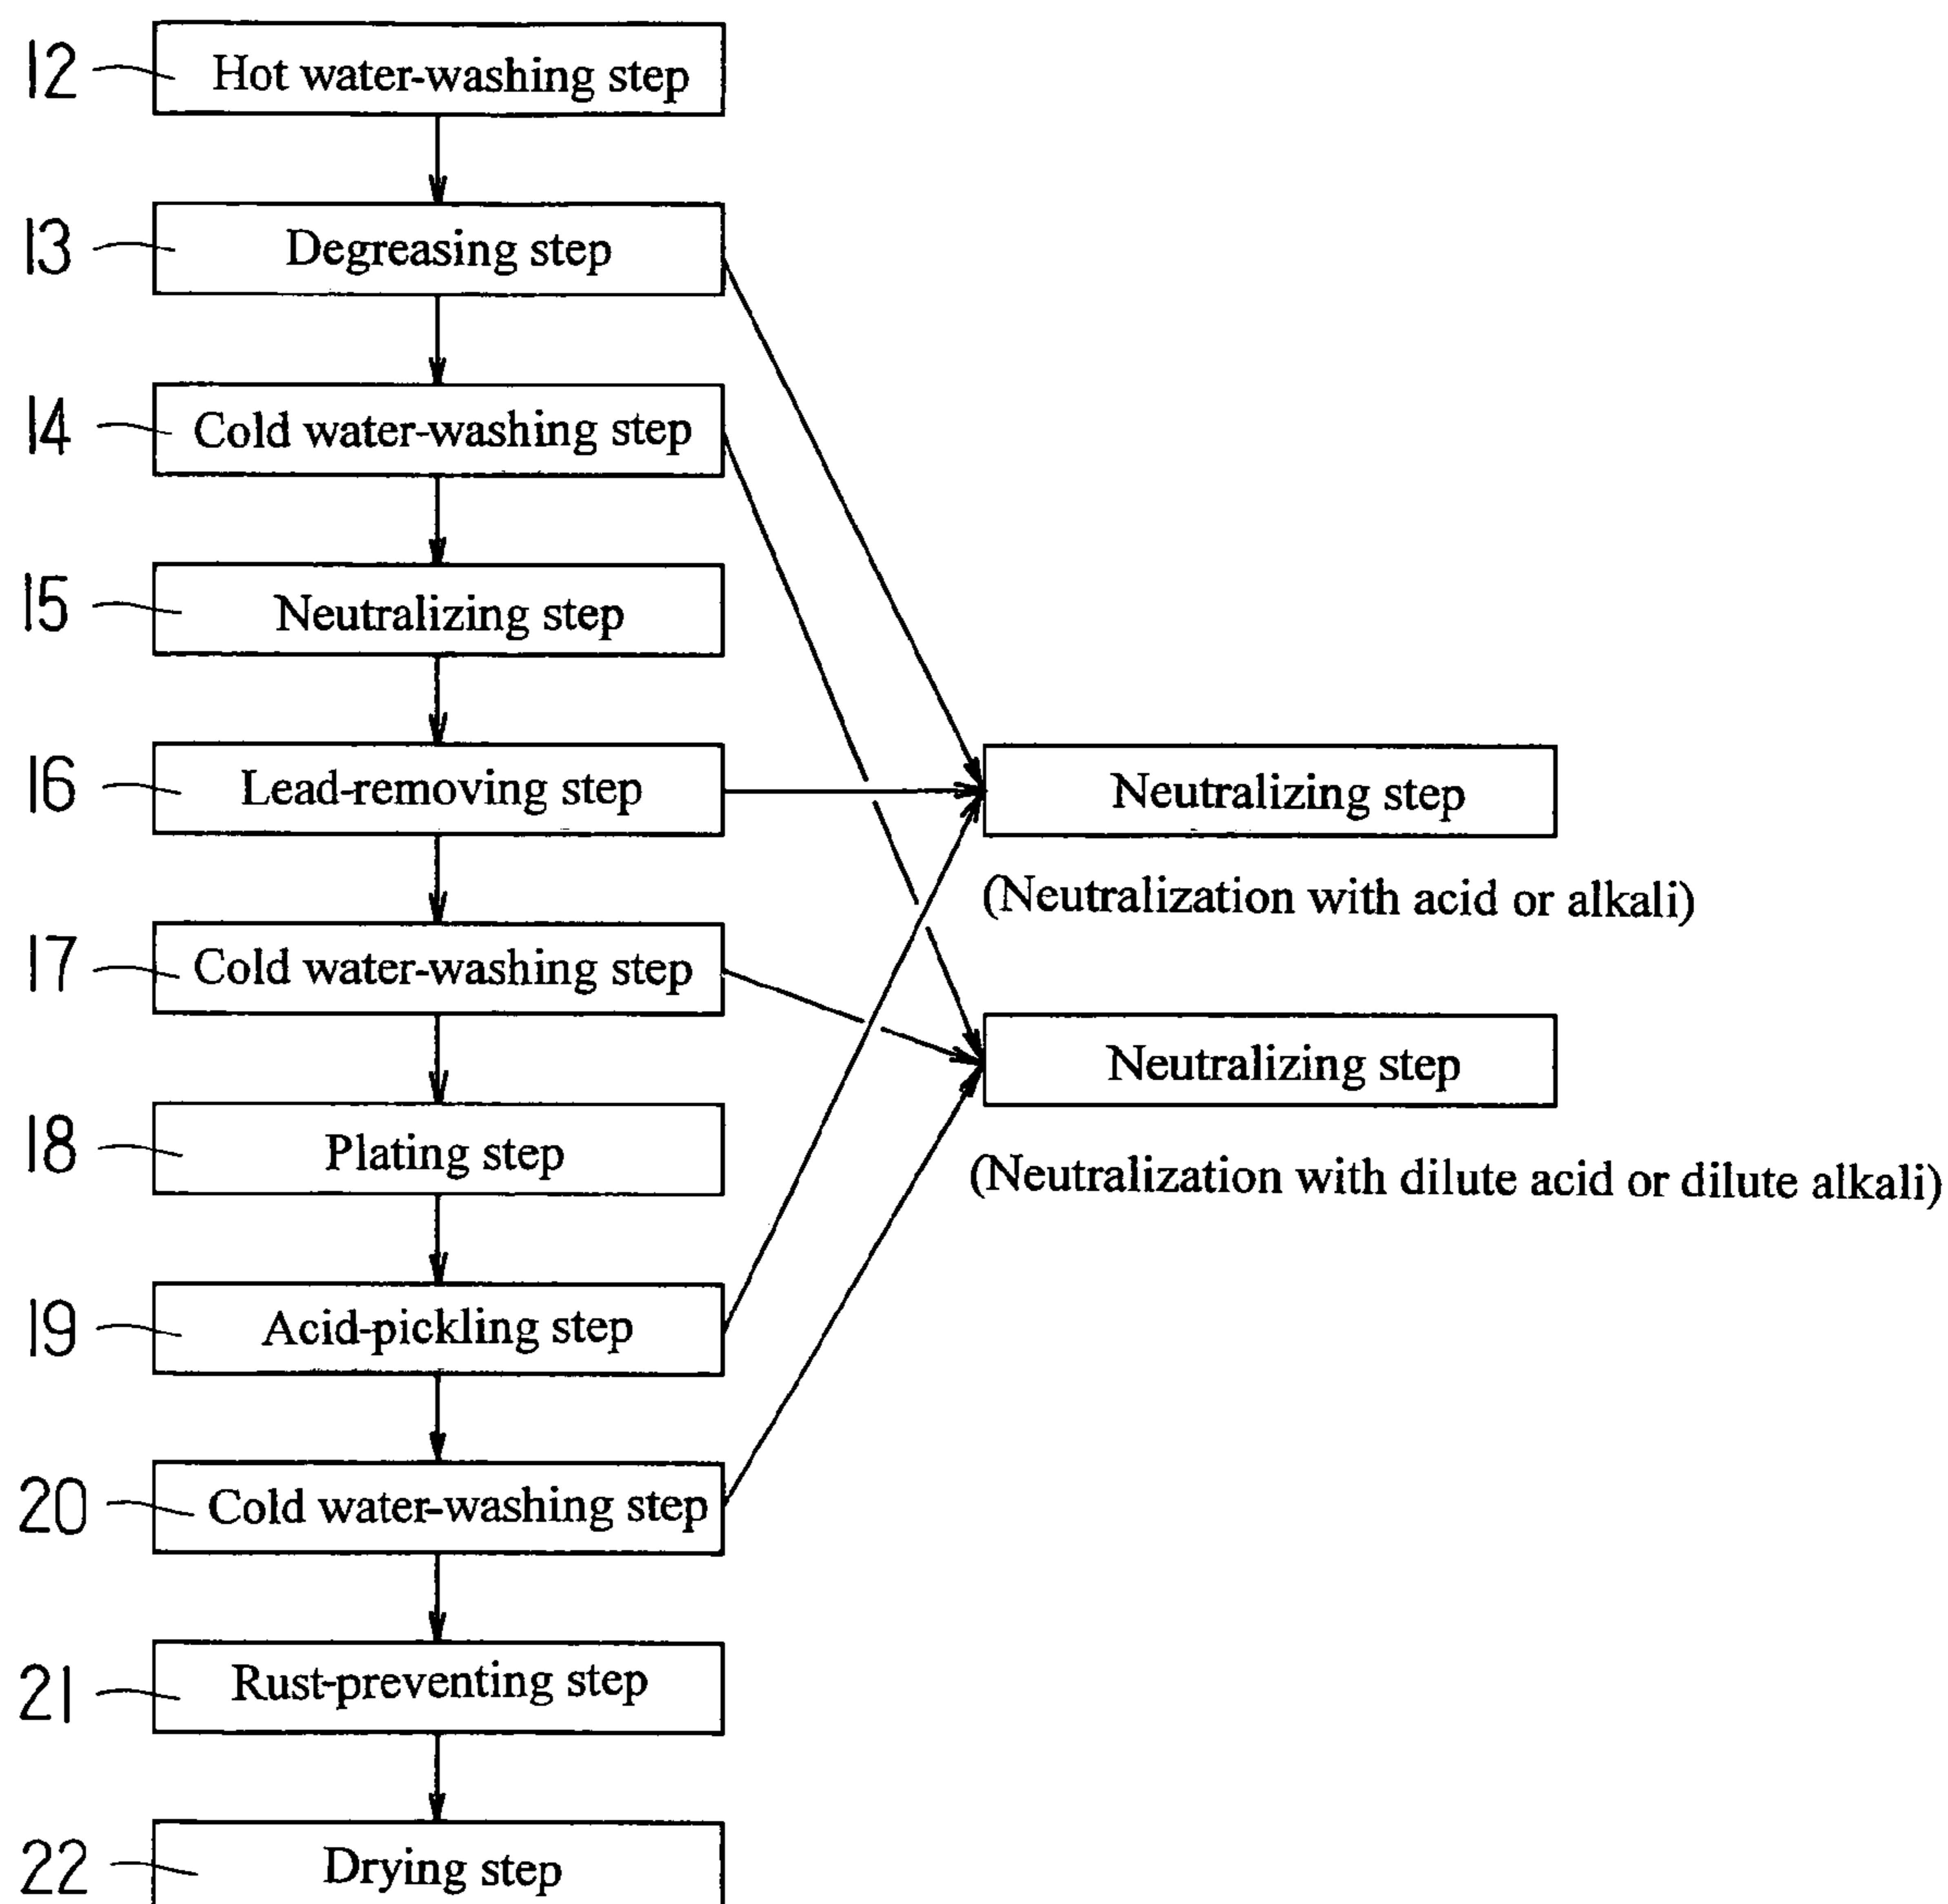 12 Hot water-washing step
13 Degreasing step
14 Cold water-washing step
15 Neutralizing step
16 Lead-removing step
Neutralizing step
(Neutralization with acid or alkali)
17 Cold water-washing step
Neutralizing step
(Neutralization with dilute acid or dilute alkali)
18 Plating step
19 Acid-pickling step
20 Cold water-washing step
21 Rust-preventing step
22 Drying step